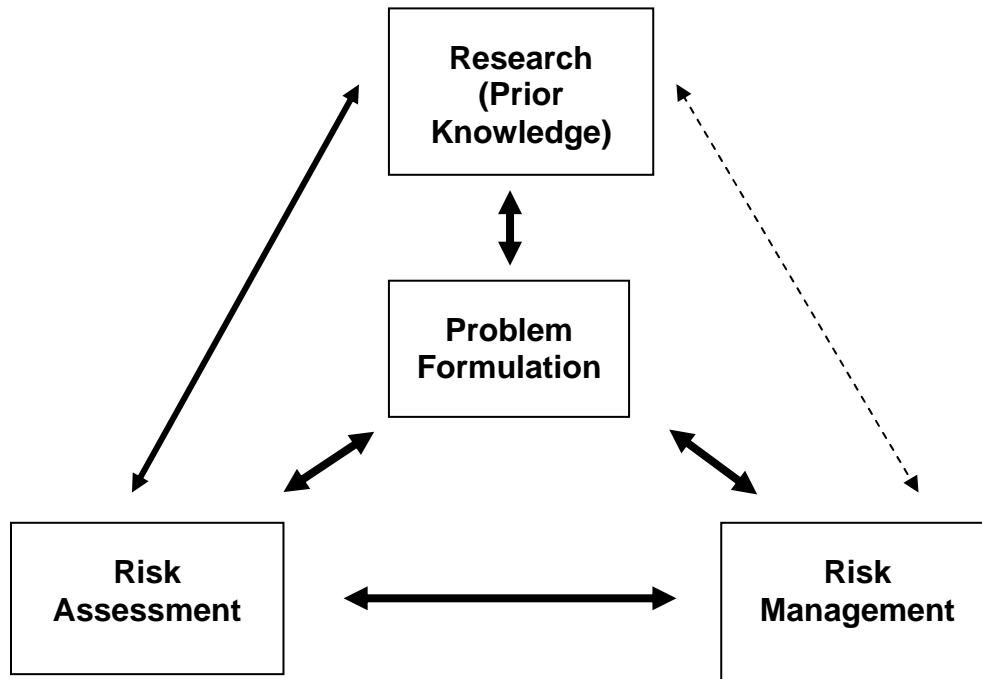 Research
(Prior
Knowledge)
Problem
Formulation
Risk
Assessment
Risk
Management